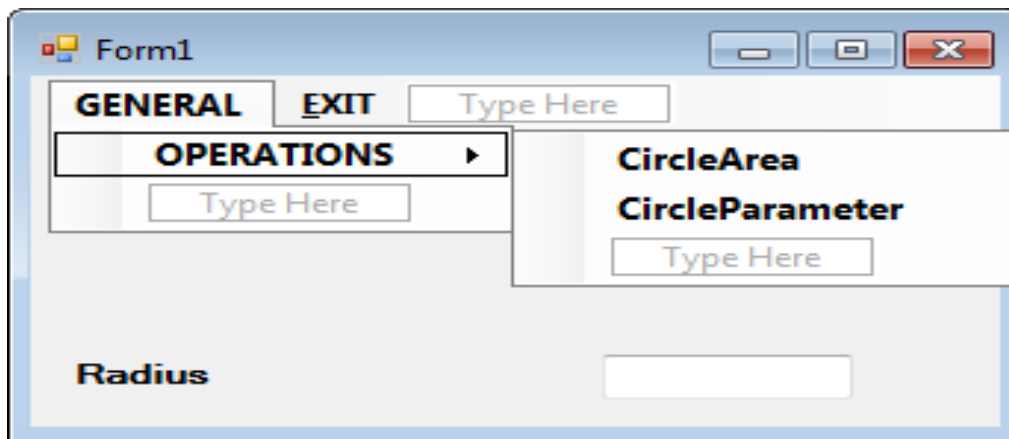 Form1
GENERAL EXIT Type Here
OPERATIONS CircleArea
Type Here CircleParameter
Type Here
Radius